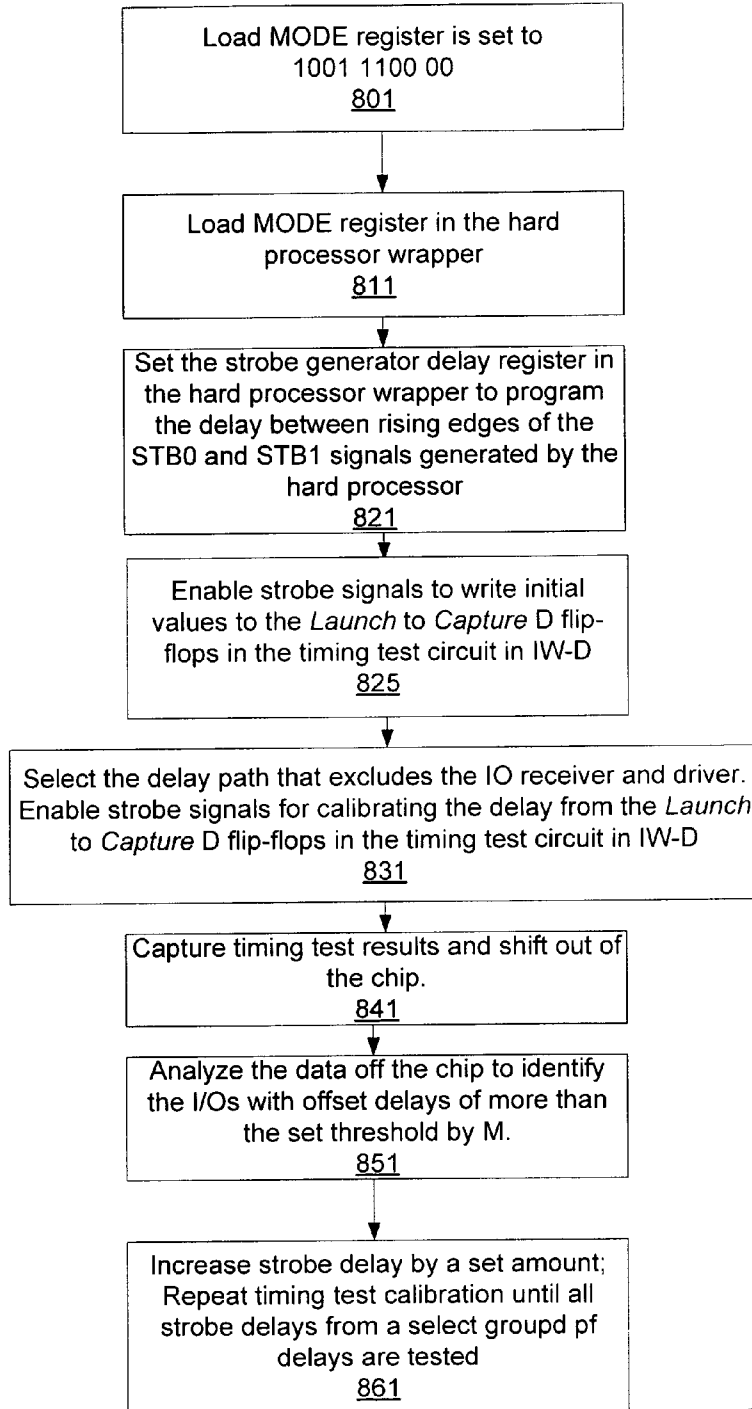 Load MODE register is set to
1001 1100 00
801
Load MODE register in the hard
processor wrapper
811
Set the strobe generator delay register in
the hard processor wrapper to program
the delay between rising edges of the
STB0 and STB1 signals generated by the
hard processor
821
Enable strobe signals to write initial
values to the Launch to Capture D flip-
flops in the timing test circuit in IW-D
825
Select the delay path that excludes the IO receiver and driver.
Enable strobe signals for calibrating the delay from the Launch
to Capture D flip-flops in the timing test circuit in IW-D
831
Capture timing test results and shift out of
the chip.
841
Analyze the data off the chip to identify
the I/Os with offset delays of more than
the set threshold by M.
851
Increase strobe delay by a set amount;
Repeat timing test calibration until all
strobe delays from a select groupd pf
delays are tested
861